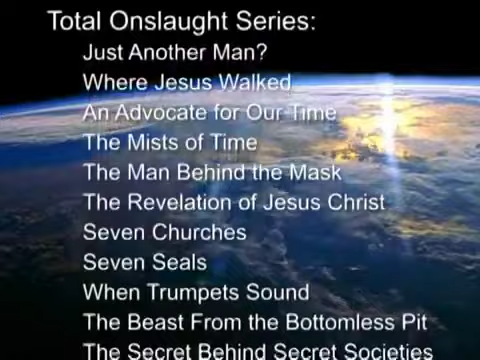 Total Onslaught Series:
Just Another Man?
Where Jesus Walked
An Advocate for Our Time
The Mists of Time
The Man Behind the Mask
The Revelation of Jesus Christ
Seven Churches
Seven Seals
When Trumpets Sound
The Beast From the Bottomless Pit
The Secret Behind Secret Societies